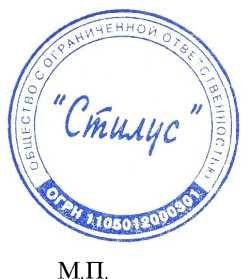 ОБЩЕСТВО С ОГРАНИЧЕННОЙ ОТВЕТСТВЕННОСТЬЮ
"Стилус"
ОГРН 1105012000301
М.П.